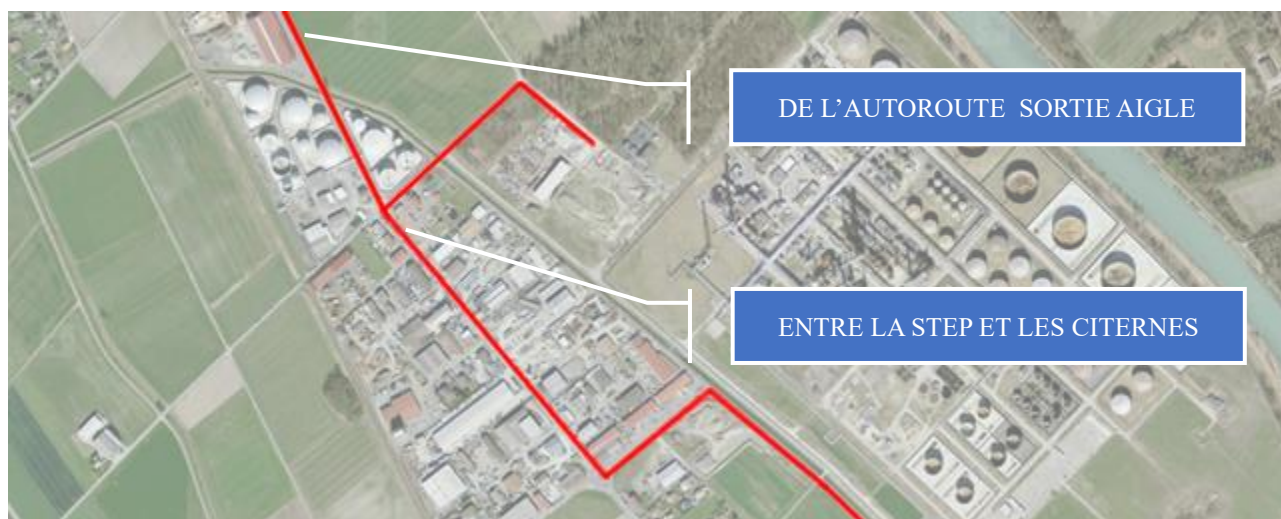 DE L’AUTOROUTE  SORTIE AIGLE
ENTRE LA STEP ET LES CITERNES